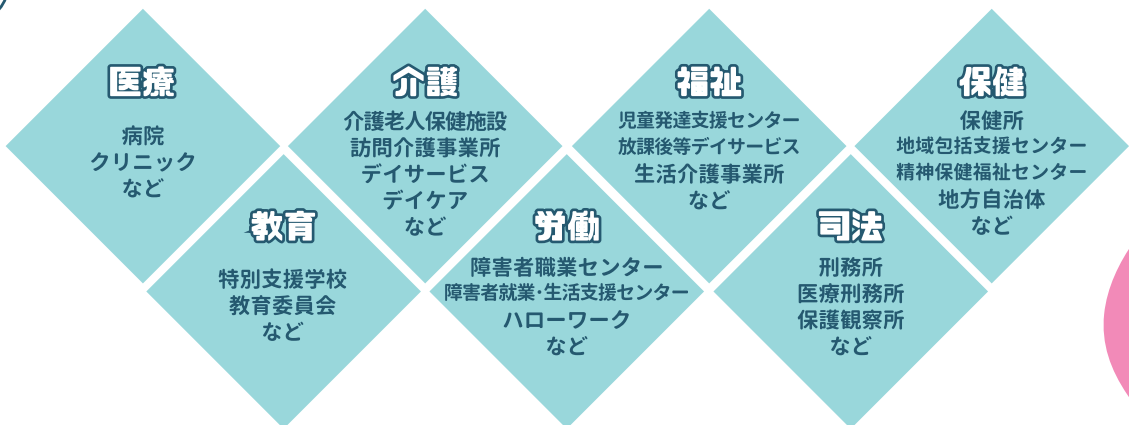 医療
病院
クリニック
など
介護
介護老人保健施設
訪問介護事業所
デイサービス
デイケア
など
福祉
児童発達支援センター
放課後等デイサービス
生活介護事業所
など
保健
保健所
地域包括支援センター
精神保健福祉センター
地方自治体
など
教育
特別支援学校
教育委員会
など
労働
障害者職業センター
障害者就業・生活支援センター
ハローワーク
など
司法
刑務所
医療刑務所
保護観察所
など